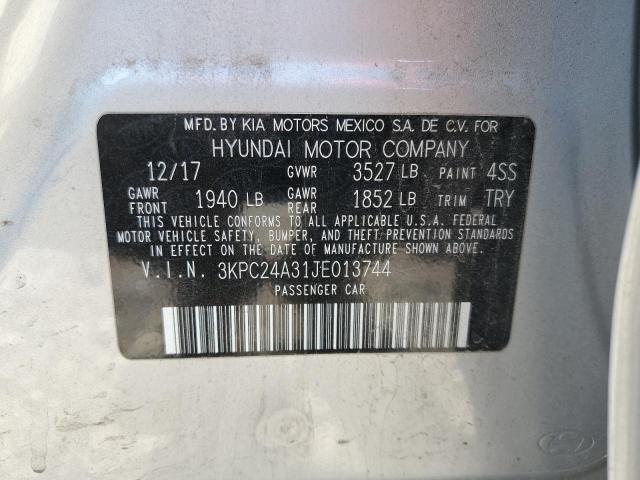 MFD. BY KIA MOTORS MEXICO S.A. DE C.V. FOR
HYUNDAI MOTOR COMPANY
12/17 GVWR 3527 LB PAINT 4SS
GAWR FRONT 1940 LB GAWR REAR 1852 LB TRIM TRY
THIS VEHICLE CONFORMS TO ALL APPLICABLE U.S.A. FEDERAL
MOTOR VEHICLE SAFETY, BUMPER, AND THEFT PREVENTION STANDARDS
IN EFFECT ON THE DATE OF MANUFACTURE SHOWN ABOVE.
V.I.N. 3KPC24A31JE013744
PASSENGER CAR